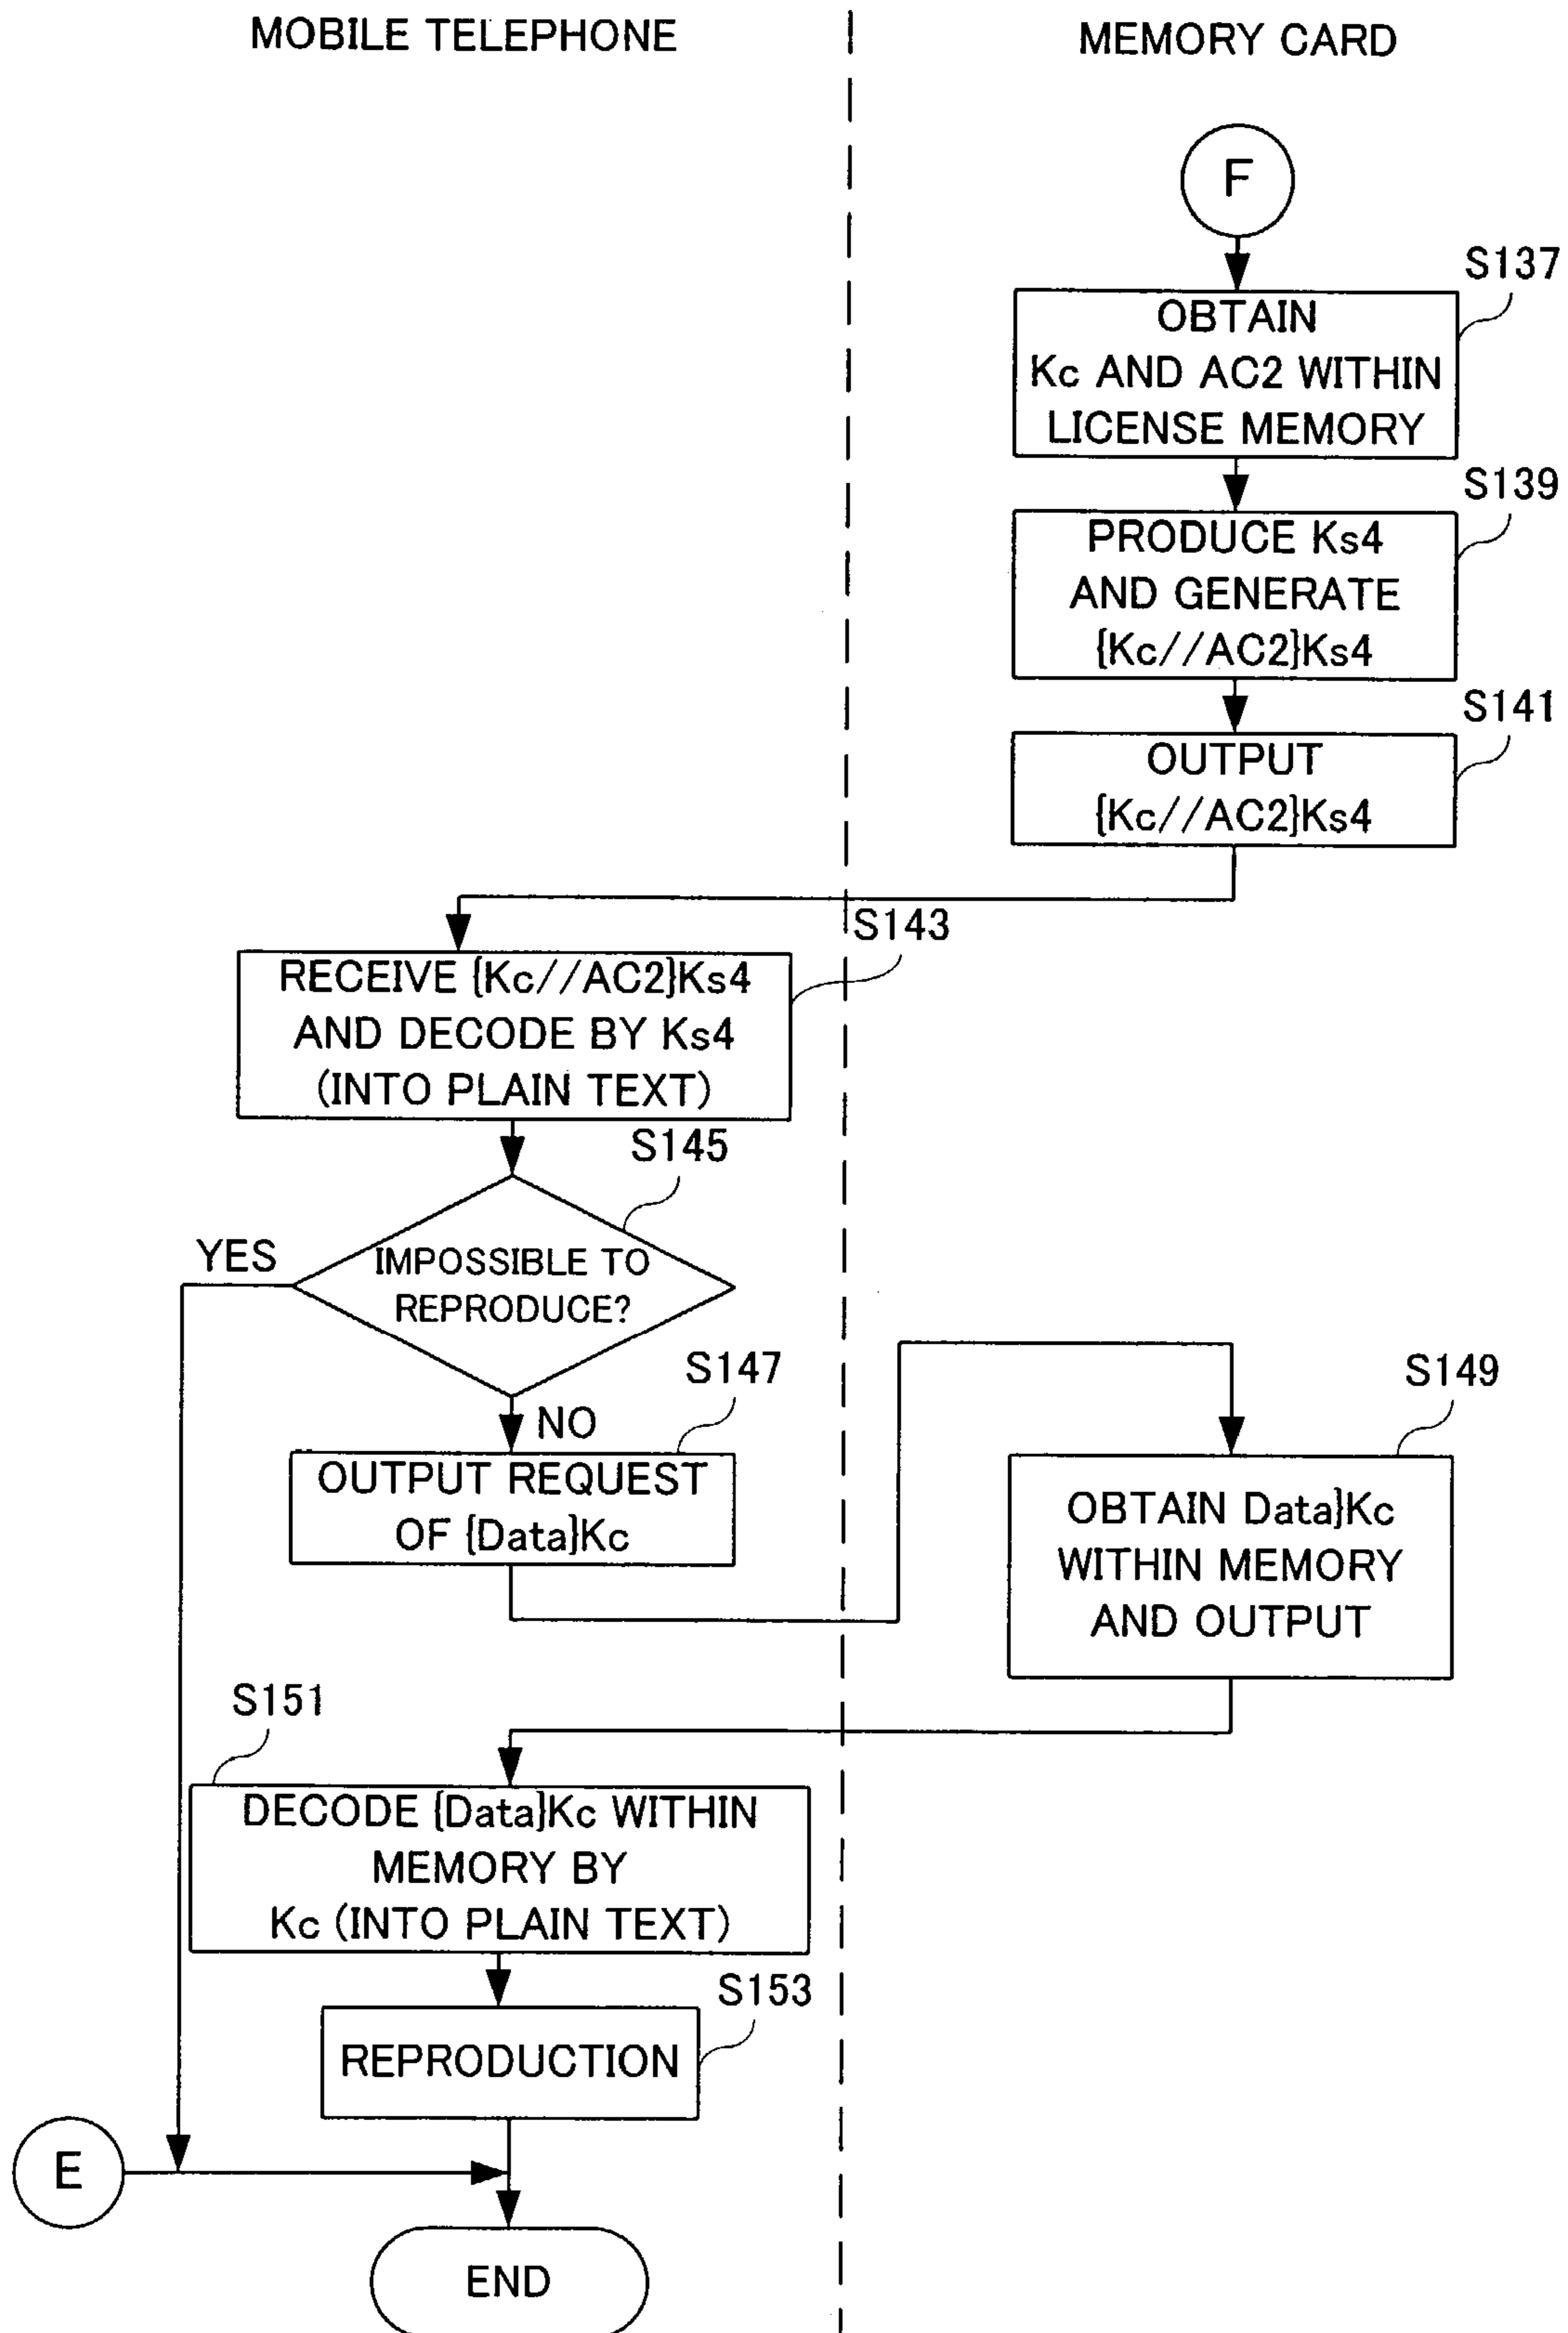 MOBILE TELEPHONE
MEMORY CARD
F
S137
OBTAIN
Kc AND AC2 WITHIN
LICENSE MEMORY
S139
PRODUCE Ks4
AND GENERATE
{Kc//AC2}Ks4
S141
OUTPUT
{Kc//AC2}Ks4
S143
RECEIVE {Kc//AC2}Ks4
AND DECODE BY Ks4
(INTO PLAIN TEXT)
S145
YES
IMPOSSIBLE TO
REPRODUCE?
NO
S147
OUTPUT REQUEST
OF {Data}Kc
S149
OBTAIN Data}Kc
WITHIN MEMORY
AND OUTPUT
S151
DECODE {Data}Kc WITHIN
MEMORY BY
Kc (INTO PLAIN TEXT)
S153
REPRODUCTION
E
END